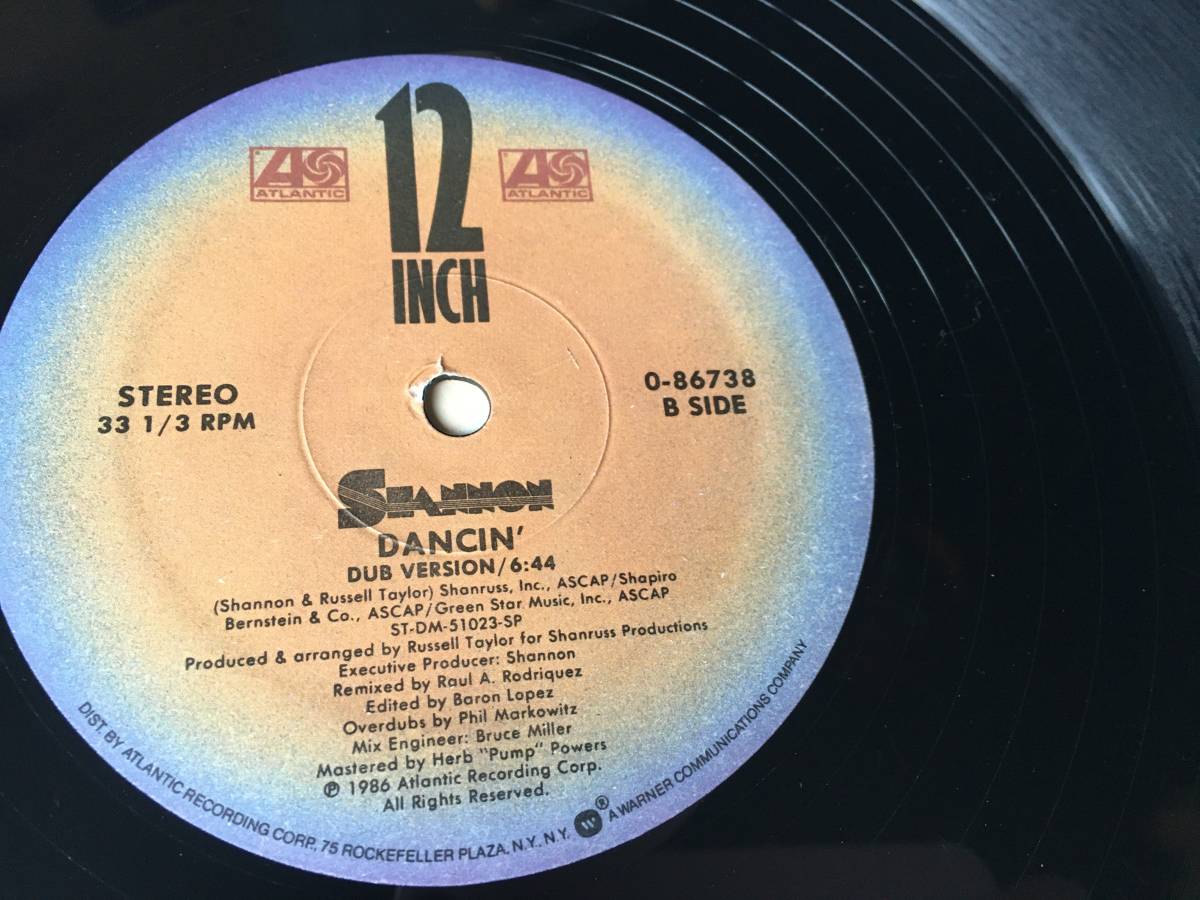 12
INCH
ATLANTIC
ATLANTIC
STEREO
33 1/3 RPM
0-86738
B SIDE
SHANNON
DANCIN'
DUB VERSION/6:44
(Shannon & Russell Taylor) Shanruss, Inc., ASCAP/Shapiro
Bernstein & Co., ASCAP/Green Star Music, Inc., ASCAP
ST-DM-51023-SP
Produced & arranged by Russell Taylor for Shanruss Productions
Executive Producer: Shannon
Remixed by Raul A. Rodriquez
Edited by Baron Lopez
Overdubs by Phil Markowitz
Mix Engineer: Bruce Miller
Mastered by Herb "Pump" Powers
℗ 1986 Atlantic Recording Corp.
All Rights Reserved.
DIST. BY ATLANTIC RECORDING CORP., 75 ROCKEFELLER PLAZA, N.Y., N.Y. W ® A WARNER COMMUNICATIONS COMPANY